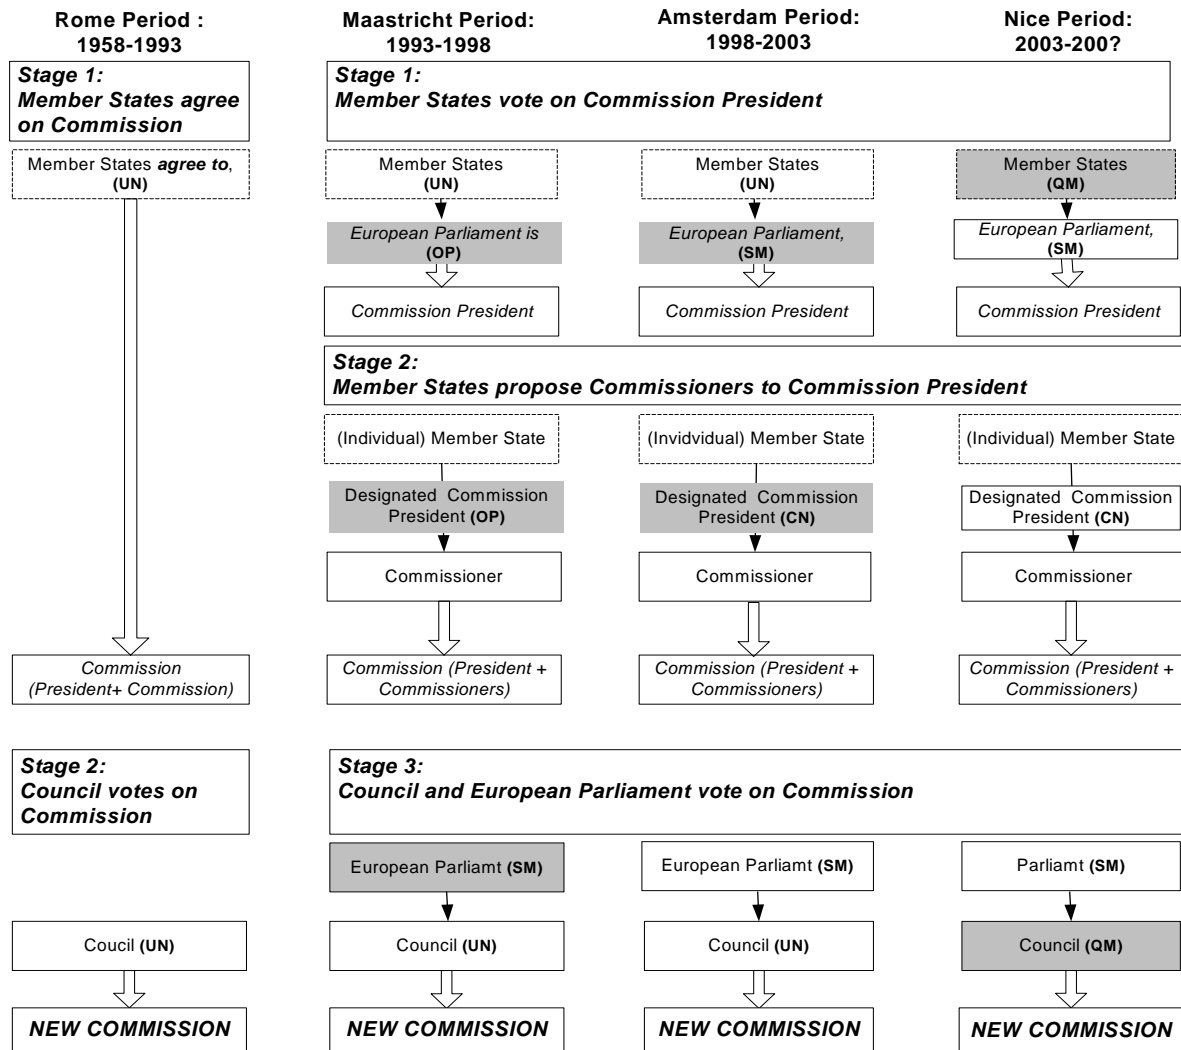 Rome Period :
1958-1993
Maastricht Period:
1993-1998
Amsterdam Period:
1998-2003
Nice Period:
2003-200?
Stage 1:
Member States agree
on Commission
Stage 1:
Member States vote on Commission President
Member States agree to,
(UN)
Member States
(UN)
Member States
(UN)
Member States
(QM)
European Parliament is
(OP)
European Parliament,
(SM)
European Parliament,
(SM)
Commission President
Commission President
Commission President
Stage 2:
Member States propose Commissioners to Commission President
(Individual) Member State
(Invidvidual) Member State
(Individual) Member State
Designated Commission
President (OP)
Designated Commission
President (CN)
Designated Commission
President (CN)
Commissioner
Commissioner
Commissioner
Commission
(President+ Commission)
Commission (President +
Commissioners)
Commission (President +
Commissioners)
Commission (President +
Commissioners)
Stage 2:
Council votes on
Commission
Stage 3:
Council and European Parliament vote on Commission
European Parliamt (SM)
European Parliamt (SM)
Parliamt (SM)
Coucil (UN)
Council (UN)
Council (UN)
Council (QM)
NEW COMMISSION
NEW COMMISSION
NEW COMMISSION
NEW COMMISSION